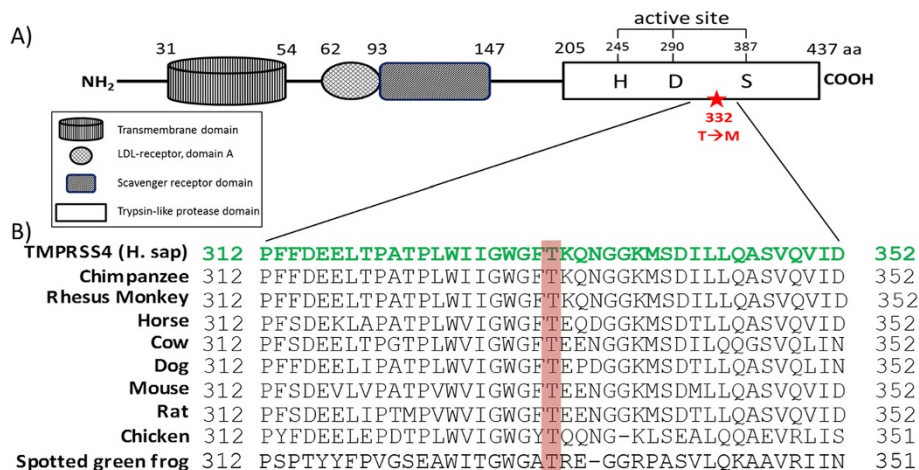 A)
active site
31 54 62 93 147 205 245 290 387 437 aa
NH₂ H D S COOH
332
T→M
Transmembrane domain
LDL-receptor, domain A
Scavenger receptor domain
Trypsin-like protease domain
B)
TMPRSS4 (H. sap) 312 PFFDEELTPATPLWIIGWGFTKQNGGKMSDILLQASVQVID 352
Chimpanzee 312 PFFDEELTPATPLWIIGWGFTKQNGGKMSDILLQASVQVID 352
Rhesus Monkey 312 PFFDEELTPATPLWIIGWGFTKQNGGKMSDILLQASVQVID 352
Horse 312 PFSDEKLAPATPLWVIGWGFTEQDGGKMSDTLLQASVQVID 352
Cow 312 PFSDEELTPGTPLWVIGWGFTEENGGKMSDILQQGSVQLIN 352
Dog 312 PFFDEELIPATPLWVIGWGFTEPDGGKMSDTLLQASVQLIN 352
Mouse 312 PFSDEVLVPATPVWVIGWGFTEENGGKMSDMLLQASVQVID 352
Rat 312 PFSDEELIPTMPVWVIGWGFTEENGGKMSDTLLQASVQVID 352
Chicken 312 PYFDEELEPDTPLWVIGWGYTQQNG-KLSEALQQAEVRLIS 351
Spotted green frog 312 PSPTYYFPVGSEAWITGWGATRE-GGRPASVLQKAAVRIIN 351